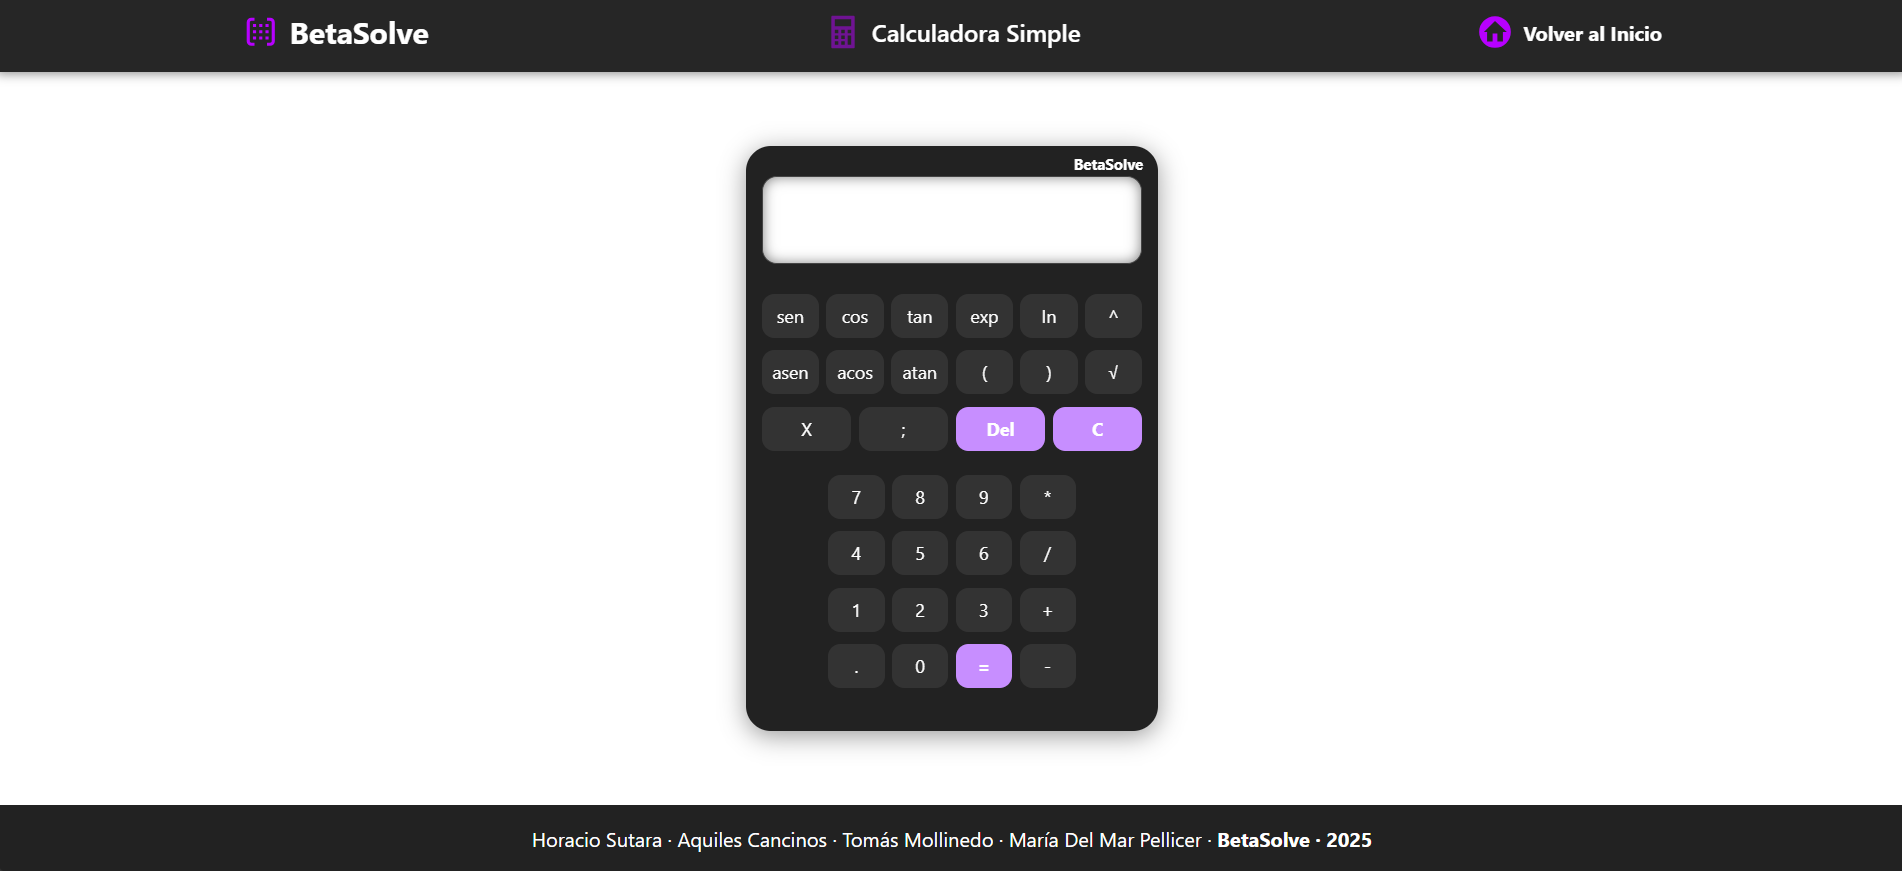 BetaSolve
Calculadora Simple
Volver al Inicio
BetaSolve
sen cos tan exp ln ^
asen acos atan ( ) √
X ; Del C
7 8 9 *
4 5 6 /
1 2 3 +
. 0 = -
Horacio Sutara · Aquiles Cancinos · Tomás Mollinedo · María Del Mar Pellicer · BetaSolve · 2025